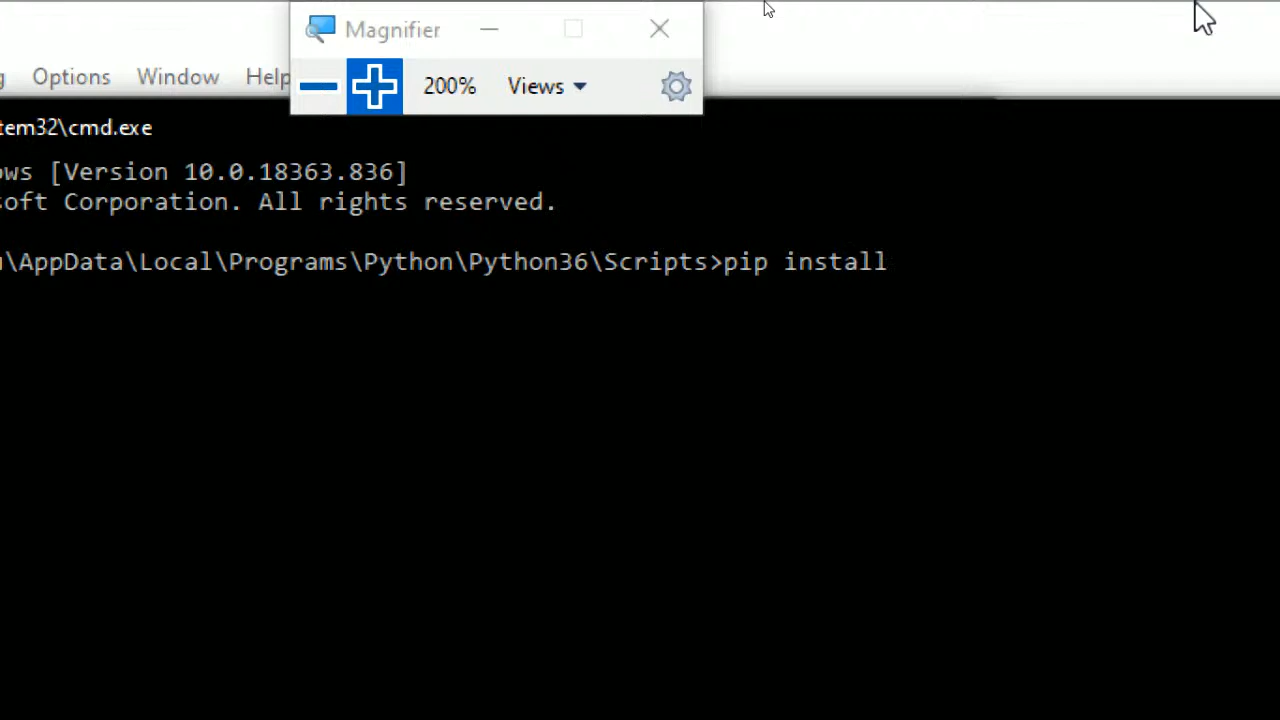 Magnifier
Options Window Help
200% Views
tem32\cmd.exe
ows [Version 10.0.18363.836]
soft Corporation. All rights reserved.
\AppData\Local\Programs\Python\Python36\Scripts>pip install